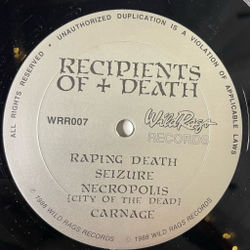 ALL RIGHTS RESERVED • UNAUTHORIZED DUPLICATION IS A VIOLATION OF APPLICABLE LAWS
RECIPIENTS
OF + DEATH
WRR007
Wild Rags
RECORDS
RAPING DEATH
SEIZURE
NECROPOLIS
[CITY OF THE DEAD]
CARNAGE
© 1988 WILD RAGS RECORDS • ℗ 1988 WILD RAGS RECORDS